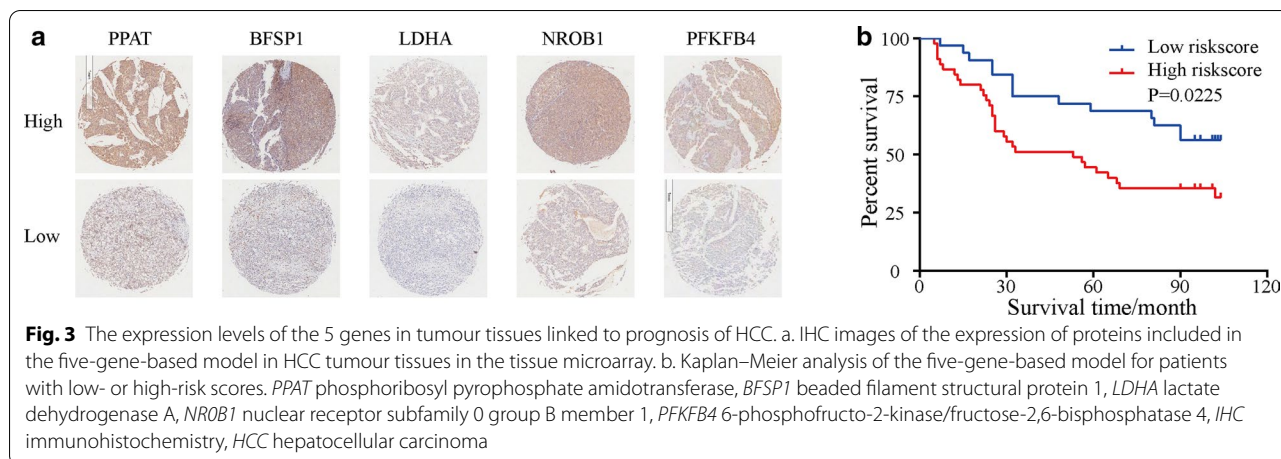 a
PPAT BFSP1 LDHA NROB1 PFKFB4
High
Low
b
Percent survival
100
75
50
25
0
Low riskscore
High riskscore
P=0.0225
0 30 60 90 120
Survival time/month
Fig. 3 The expression levels of the 5 genes in tumour tissues linked to prognosis of HCC. a. IHC images of the expression of proteins included in
the five-gene-based model in HCC tumour tissues in the tissue microarray. b. Kaplan–Meier analysis of the five-gene-based model for patients
with low- or high-risk scores. PPAT phosphoribosyl pyrophosphate amidotransferase, BFSP1 beaded filament structural protein 1, LDHA lactate
dehydrogenase A, NR0B1 nuclear receptor subfamily 0 group B member 1, PFKFB4 6-phosphofructo-2-kinase/fructose-2,6-bisphosphatase 4, IHC
immunohistochemistry, HCC hepatocellular carcinoma